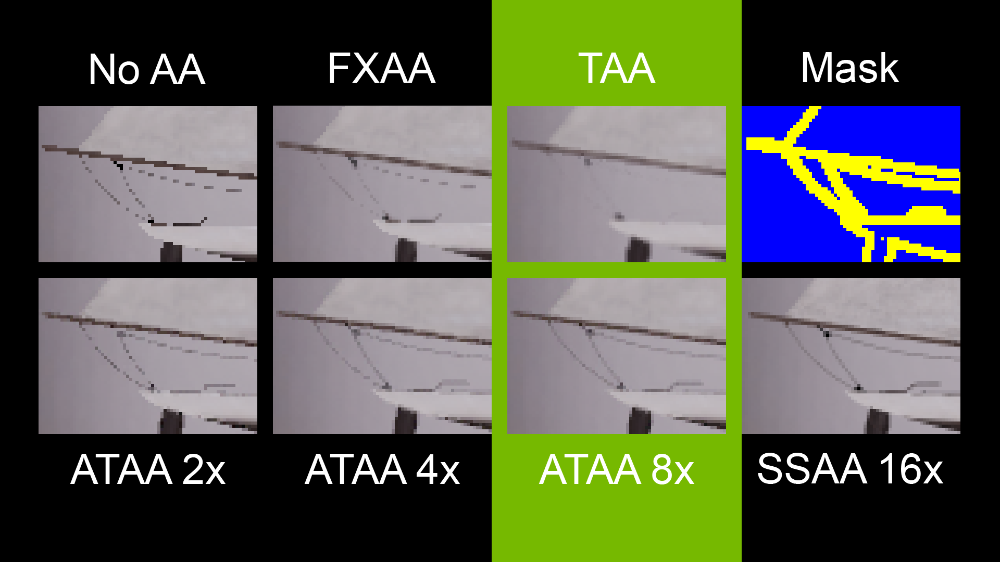 No AA FXAA TAA Mask
ATAA 2x ATAA 4x ATAA 8x SSAA 16x